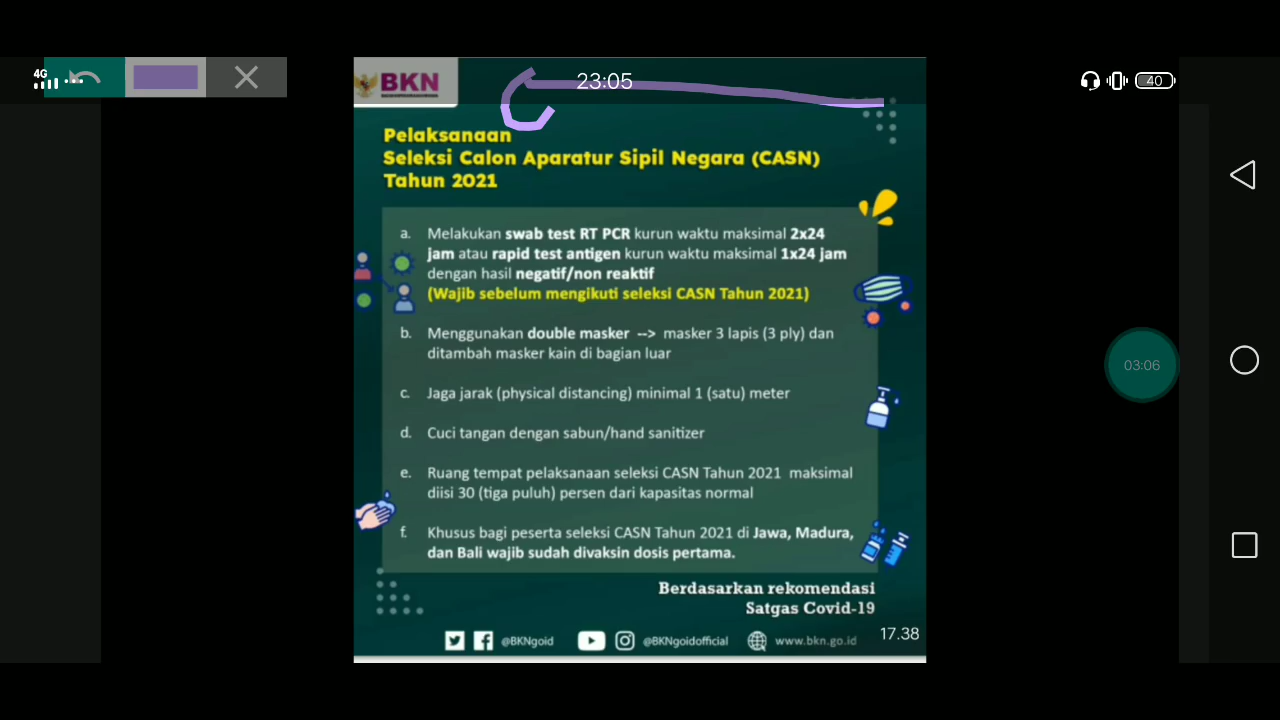 4G
23:05
40
BKN
Pelaksanaan
Seleksi Calon Aparatur Sipil Negara (CASN)
Tahun 2021
a. Melakukan swab test RT PCR kurun waktu maksimal 2x24
jam atau rapid test antigen kurun waktu maksimal 1x24 jam
dengan hasil negatif/non reaktif
(Wajib sebelum mengikuti seleksi CASN Tahun 2021)
b. Menggunakan double masker --> masker 3 lapis (3 ply) dan
ditambah masker kain di bagian luar
03:06
c. Jaga jarak (physical distancing) minimal 1 (satu) meter
d. Cuci tangan dengan sabun/hand sanitizer
e. Ruang tempat pelaksanaan seleksi CASN Tahun 2021 maksimal
diisi 30 (tiga puluh) persen dari kapasitas normal
f. Khusus bagi peserta seleksi CASN Tahun 2021 di Jawa, Madura,
dan Bali wajib sudah divaksin dosis pertama.
Berdasarkan rekomendasi
Satgas Covid-19
17.38
@BKNgoid @BKNgoidofficial www.bkn.go.id